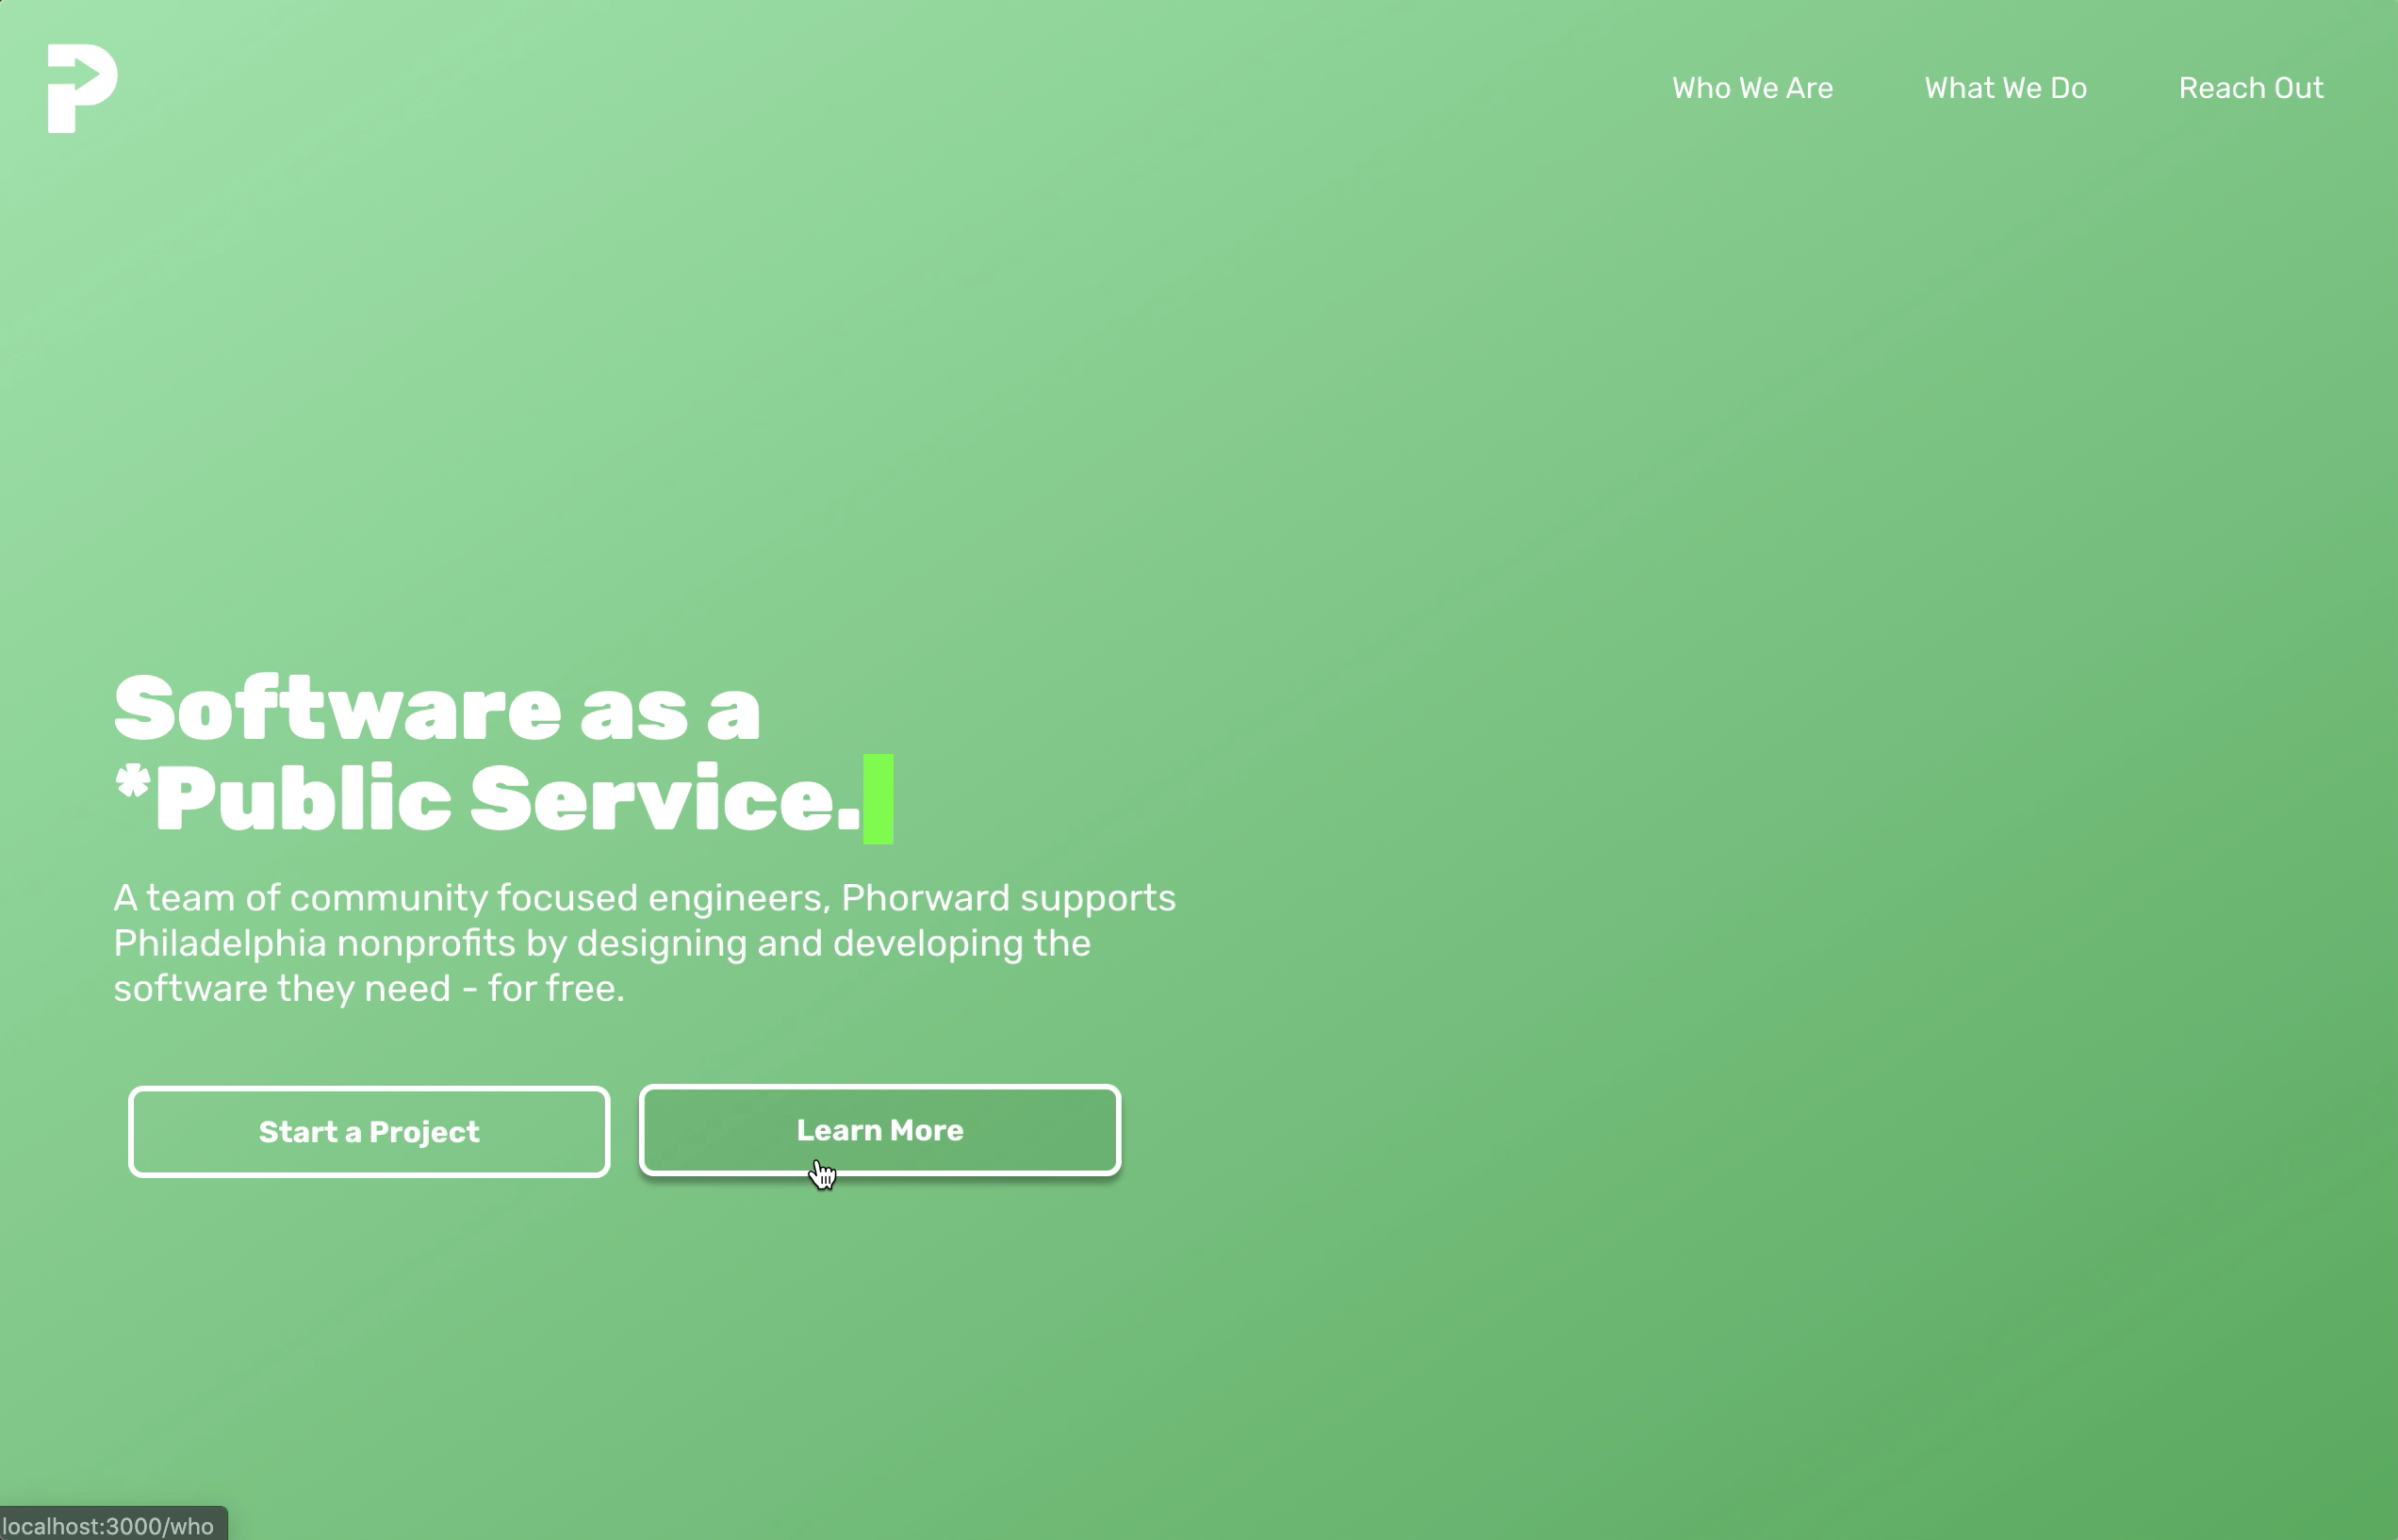 P
Who We Are
What We Do
Reach Out
Software as a
*Public Service.
A team of community focused engineers, Phorward supports
Philadelphia nonprofits by designing and developing the
software they need - for free.
Start a Project
Learn More
localhost:3000/who